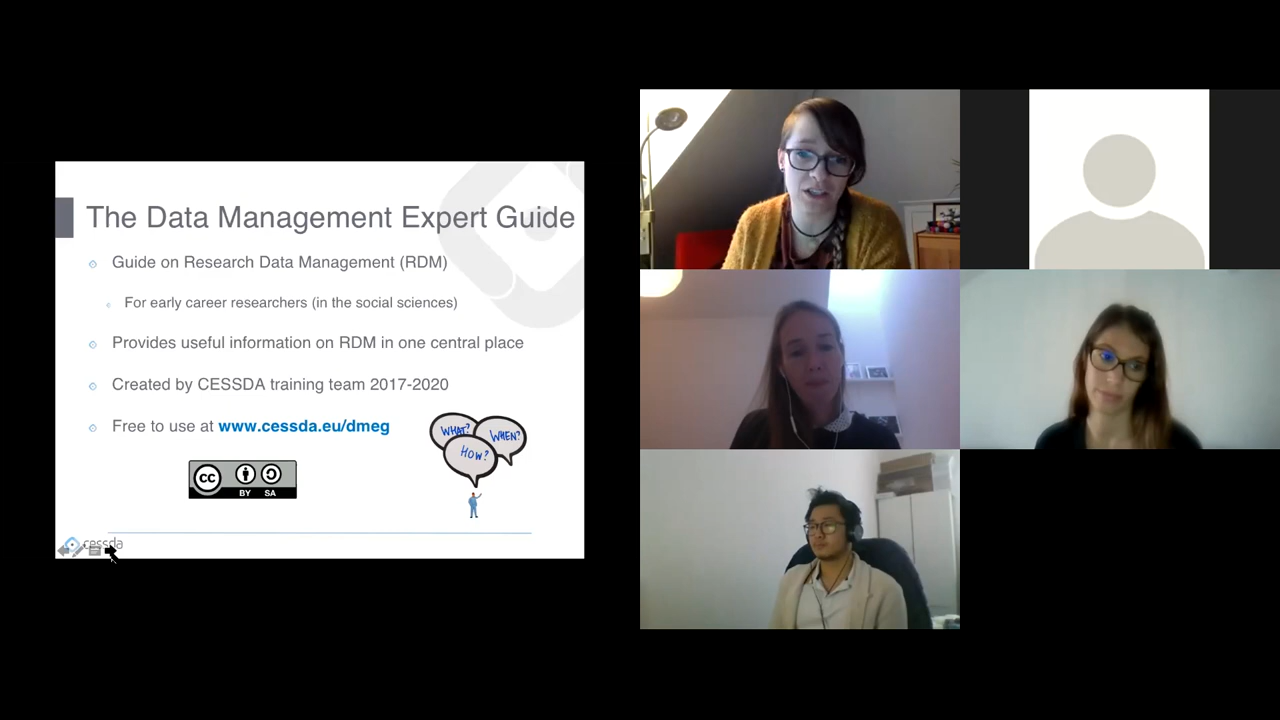 The Data Management Expert Guide
Guide on Research Data Management (RDM)
For early career researchers (in the social sciences)
Provides useful information on RDM in one central place
Created by CESSDA training team 2017-2020
Free to use at www.cessda.eu/dmeg
WHAT?
WHEN?
HOW?
cc
BY SA
cessda